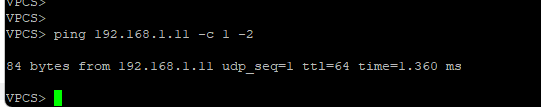 VPCS>
VPCS>
VPCS> ping 192.168.1.11 -c 1 -2
84 bytes from 192.168.1.11 udp_seq=1 ttl=64 time=1.360 ms
VPCS>